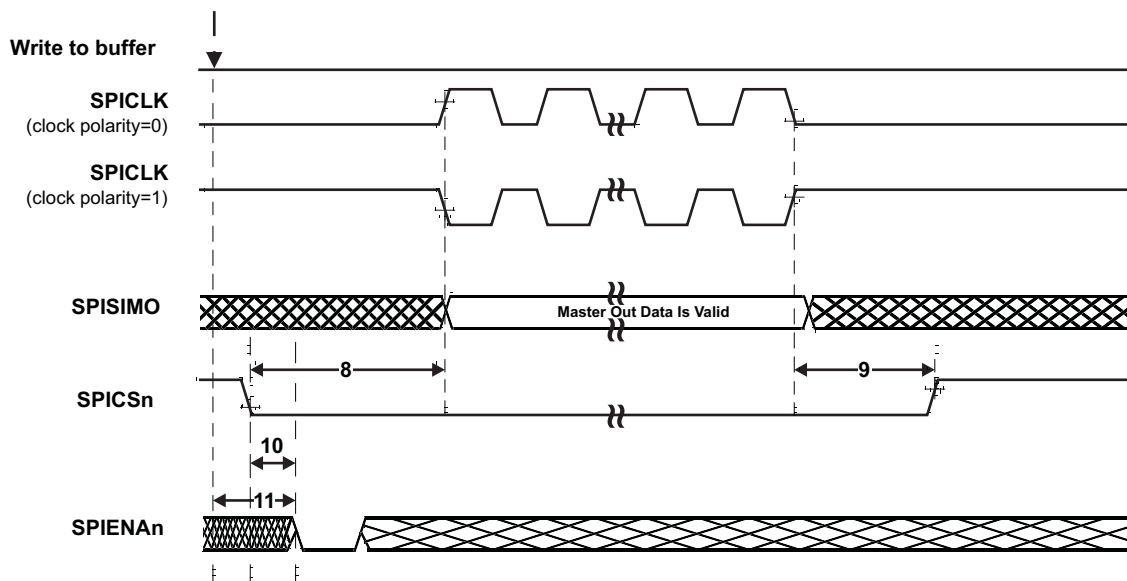 Write to buffer
SPICLK
(clock polarity=0)
SPICLK
(clock polarity=1)
SPISIMO
Master Out Data Is Valid
8
9
SPICSn
10
11
SPIENAn